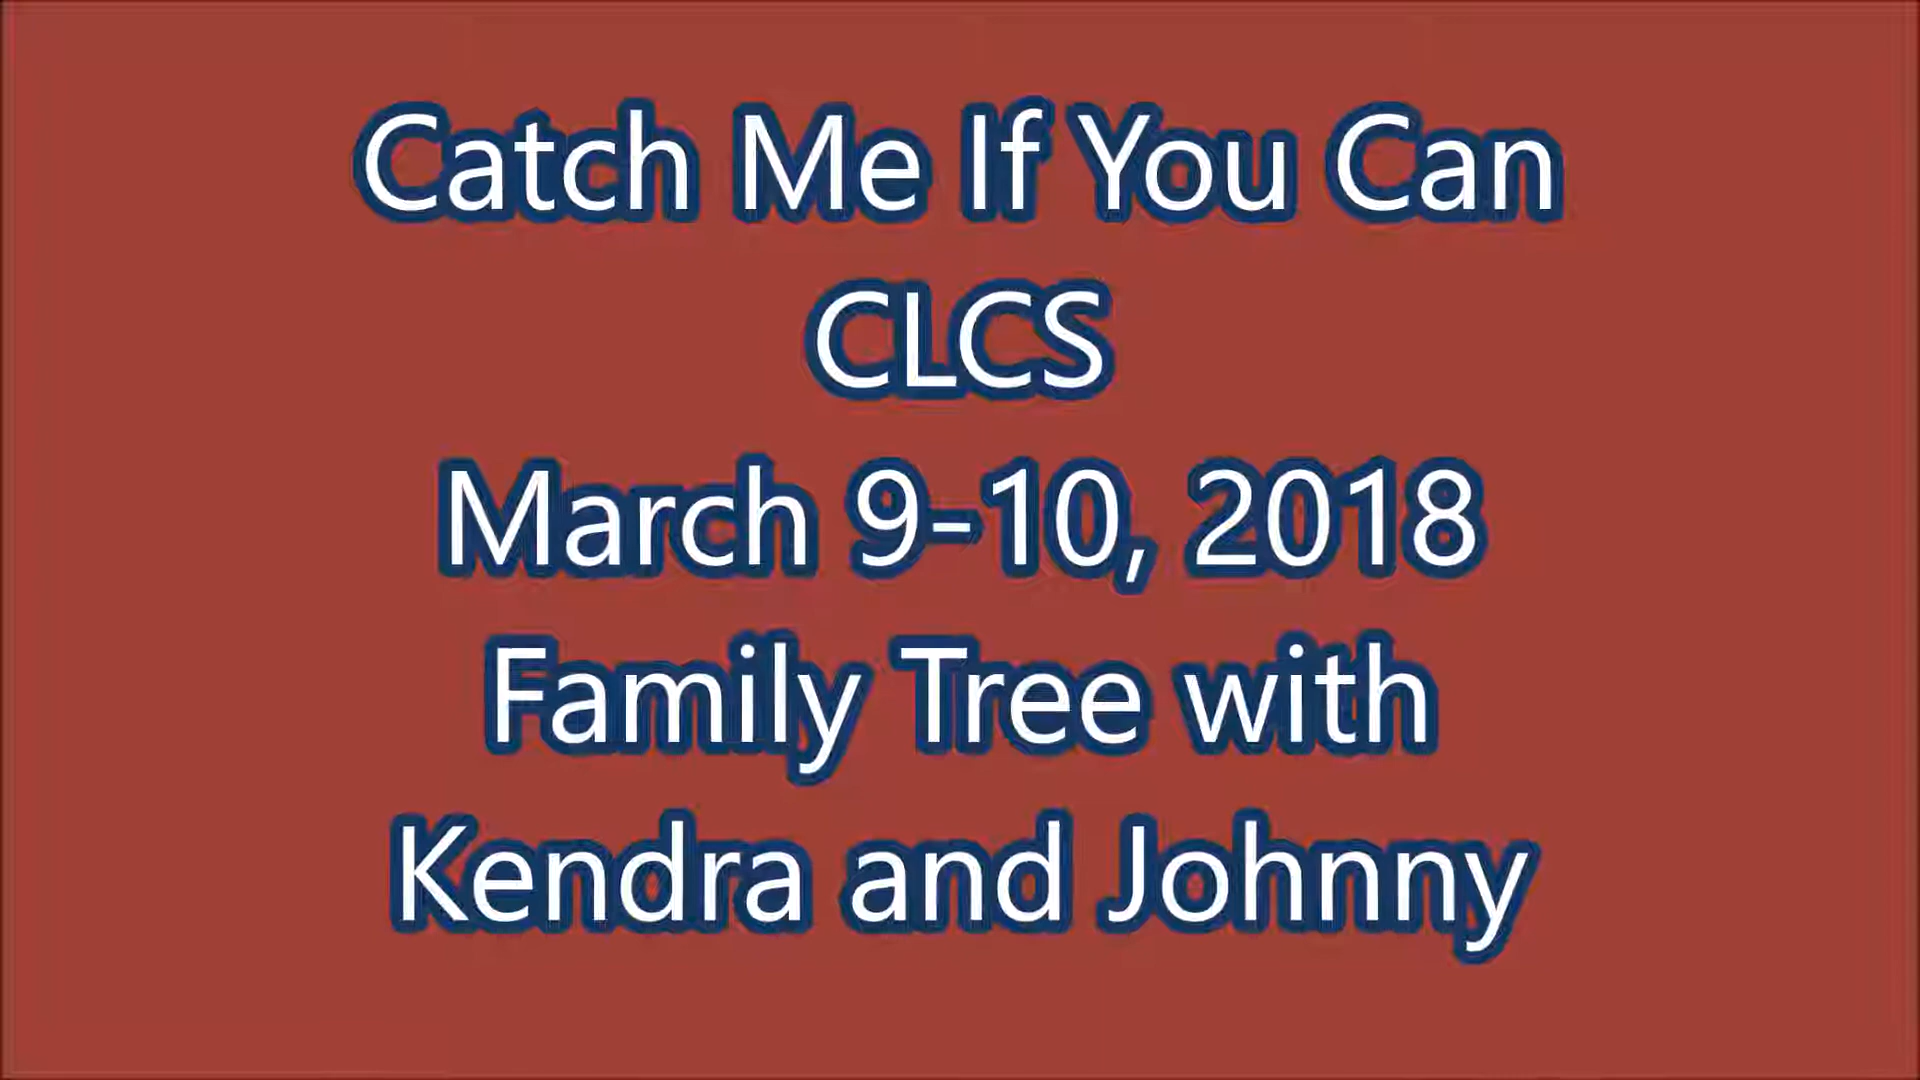 Catch Me If You Can
CLCS
March 9-10, 2018
Family Tree with
Kendra and Johnny